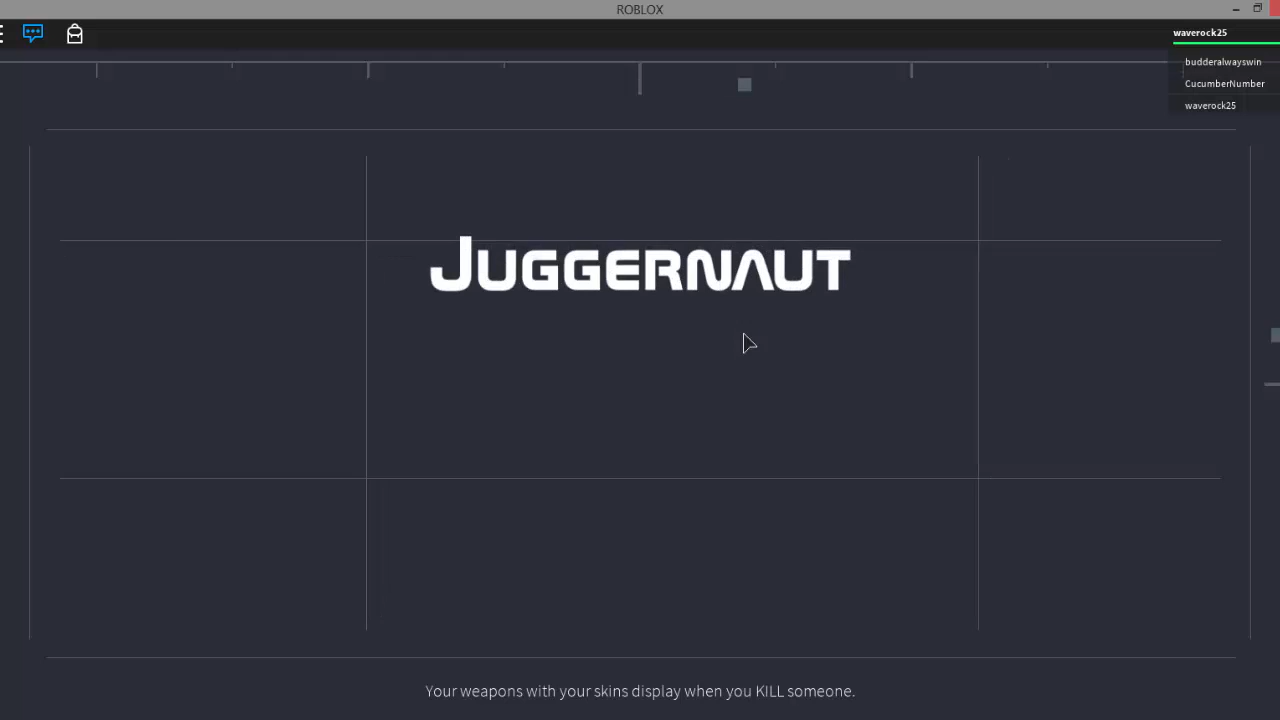 ROBLOX
waverock25
budderalwayswin
CucumberNumber
waverock25
JUGGERNAUT
Your weapons with your skins display when you KILL someone.